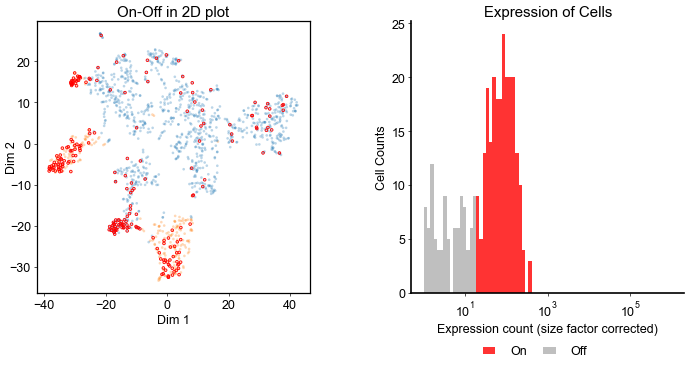 On-Off in 2D plot
20
10
0
−10
−20
−30
Dim 2
−40
−20
0
20
40
Dim 1
Expression of Cells
25
20
15
10
5
0
Cell Counts
10^1
10^3
10^5
Expression count (size factor corrected)
On
Off